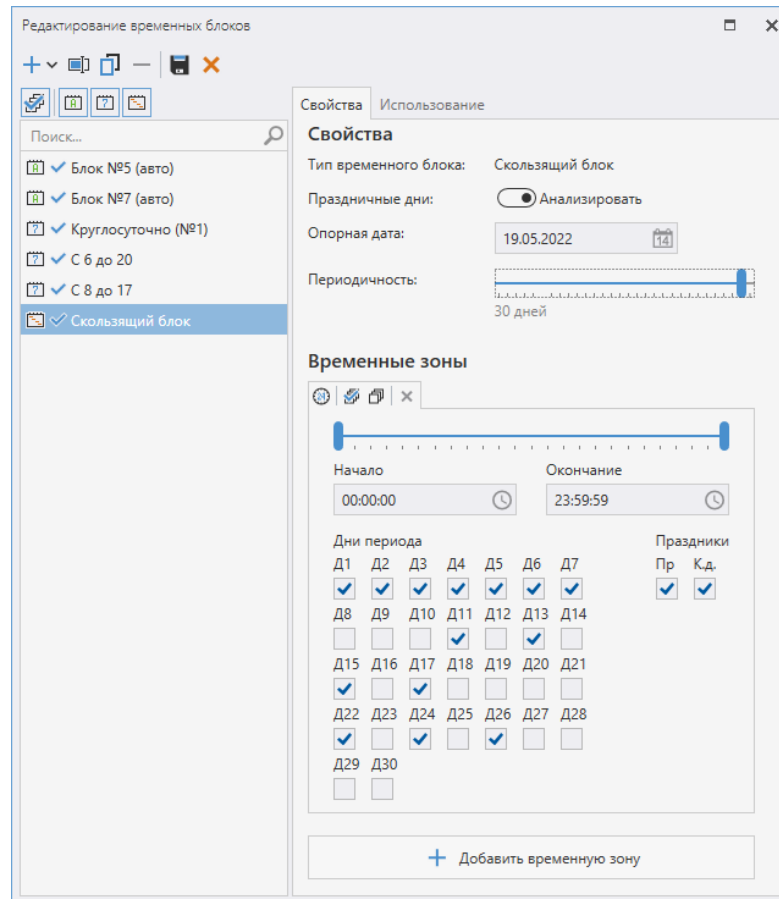 Редактирование временных блоков
Поиск...
Блок №5 (авто)
Блок №7 (авто)
Круглосуточно (№1)
С 6 до 20
С 8 до 17
Скользящий блок
Свойства Использование
Свойства
Тип временного блока: Скользящий блок
Праздничные дни: Анализировать
Опорная дата: 19.05.2022 14
Периодичность:
30 дней
Временные зоны
Начало Окончание
00:00:00 23:59:59
Дни периода Праздники
Д1 Д2 Д3 Д4 Д5 Д6 Д7 Пр К.д.
Д8 Д9 Д10 Д11 Д12 Д13 Д14
Д15 Д16 Д17 Д18 Д19 Д20 Д21
Д22 Д23 Д24 Д25 Д26 Д27 Д28
Д29 Д30
Добавить временную зону